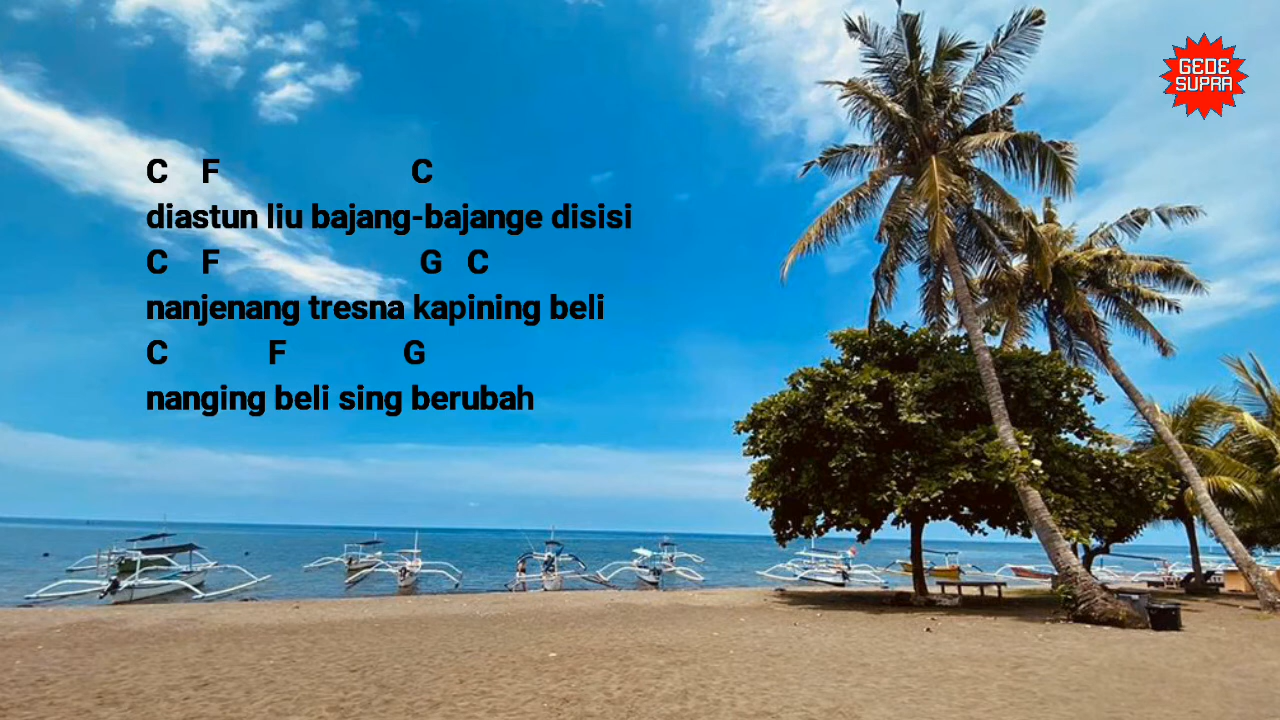 GEDE
SUPRA
C F C
diastun liu bajang-bajange disisi
C F G C
nanjenang tresna kapining beli
C F G
nanging beli sing berubah